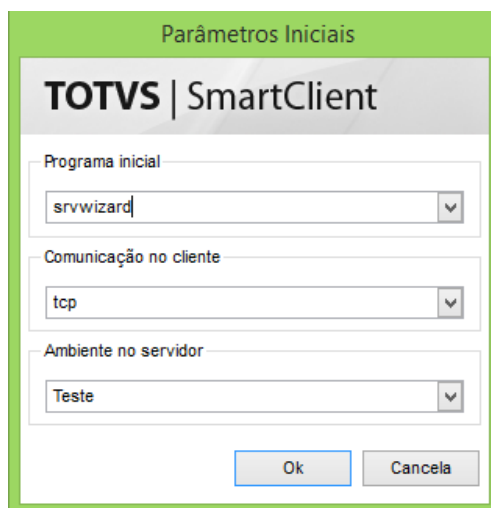 Parâmetros Iniciais
TOTVS | SmartClient
Programa inicial
srvwizard
Comunicação no cliente
tcp
Ambiente no servidor
Teste
Ok Cancela